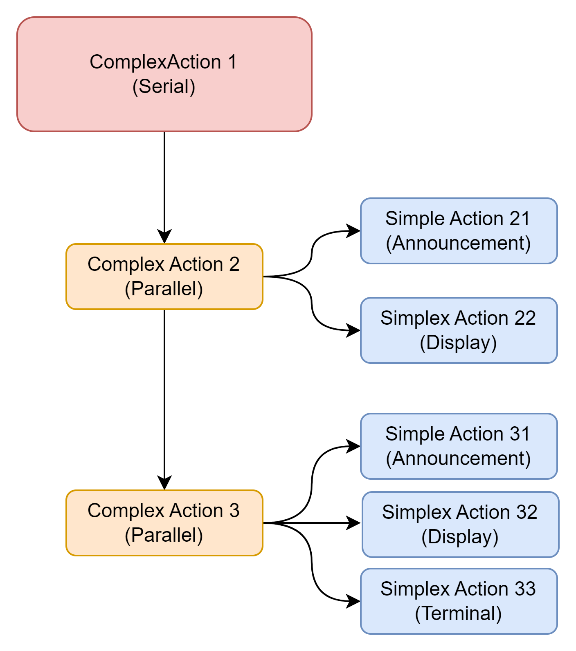 ComplexAction 1
(Serial)
Complex Action 2
(Parallel)
Simple Action 21
(Announcement)
Simplex Action 22
(Display)
Complex Action 3
(Parallel)
Simple Action 31
(Announcement)
Simplex Action 32
(Display)
Simplex Action 33
(Terminal)